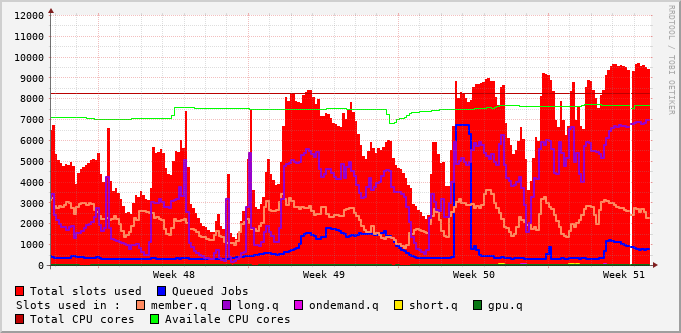 12000
11000
10000
9000
8000
7000
6000
5000
4000
3000
2000
1000
0
Week 48 Week 49 Week 50 Week 51
Total slots used Queued Jobs
Slots used in : member.q long.q ondemand.q short.q gpu.q
Total CPU cores Availale CPU cores
RRDTOOL / TOBI OETIKER